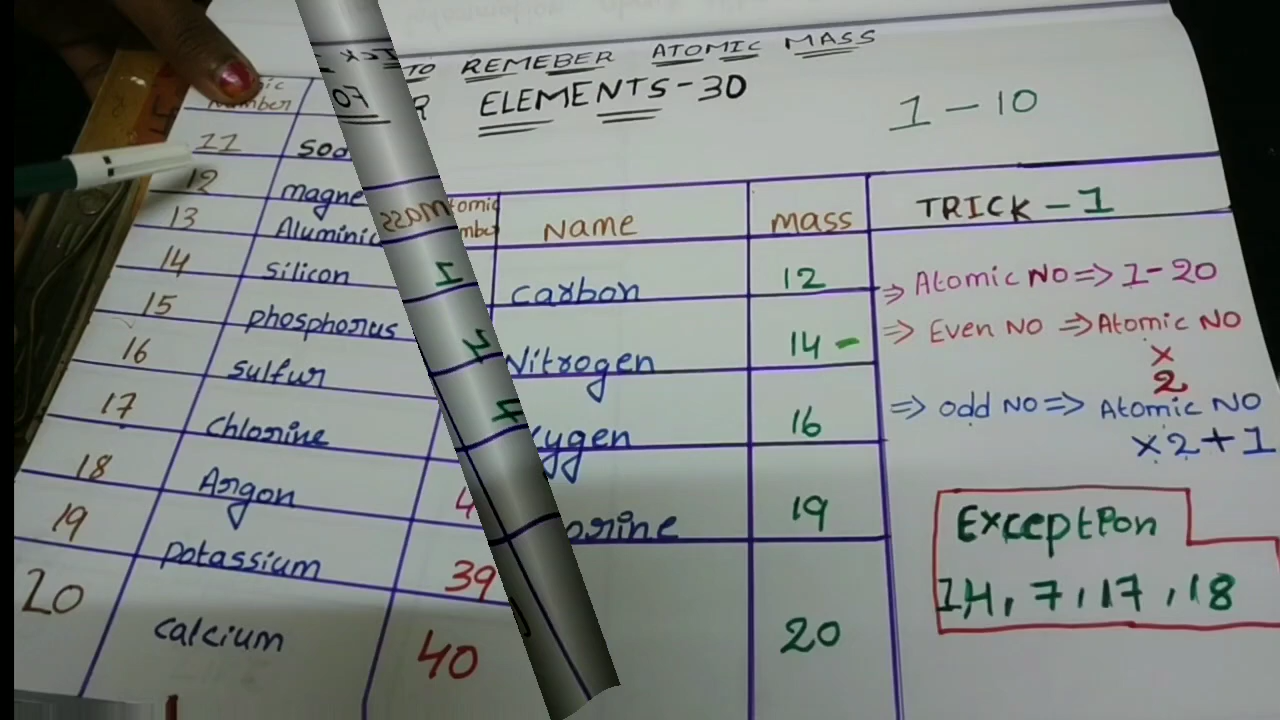 TO REMEBER ATOMIC MASS
ELEMENTS-30
1-10
11
12 magne
13 Aluminic
14 silicon
15 phosphorus
16 sulfur
17 chlorine
18 Argon
19 potassium 39
20 calcium 40
Name mass
carbon 12
Nitrogen 14
16
19
20
TRICK-1
⇒ Atomic NO ⇒ 1-20
⇒ Even NO ⇒ Atomic NO
x
2
⇒ odd NO ⇒ Atomic NO
x2+1
Exception
1H, 7, 17, 18